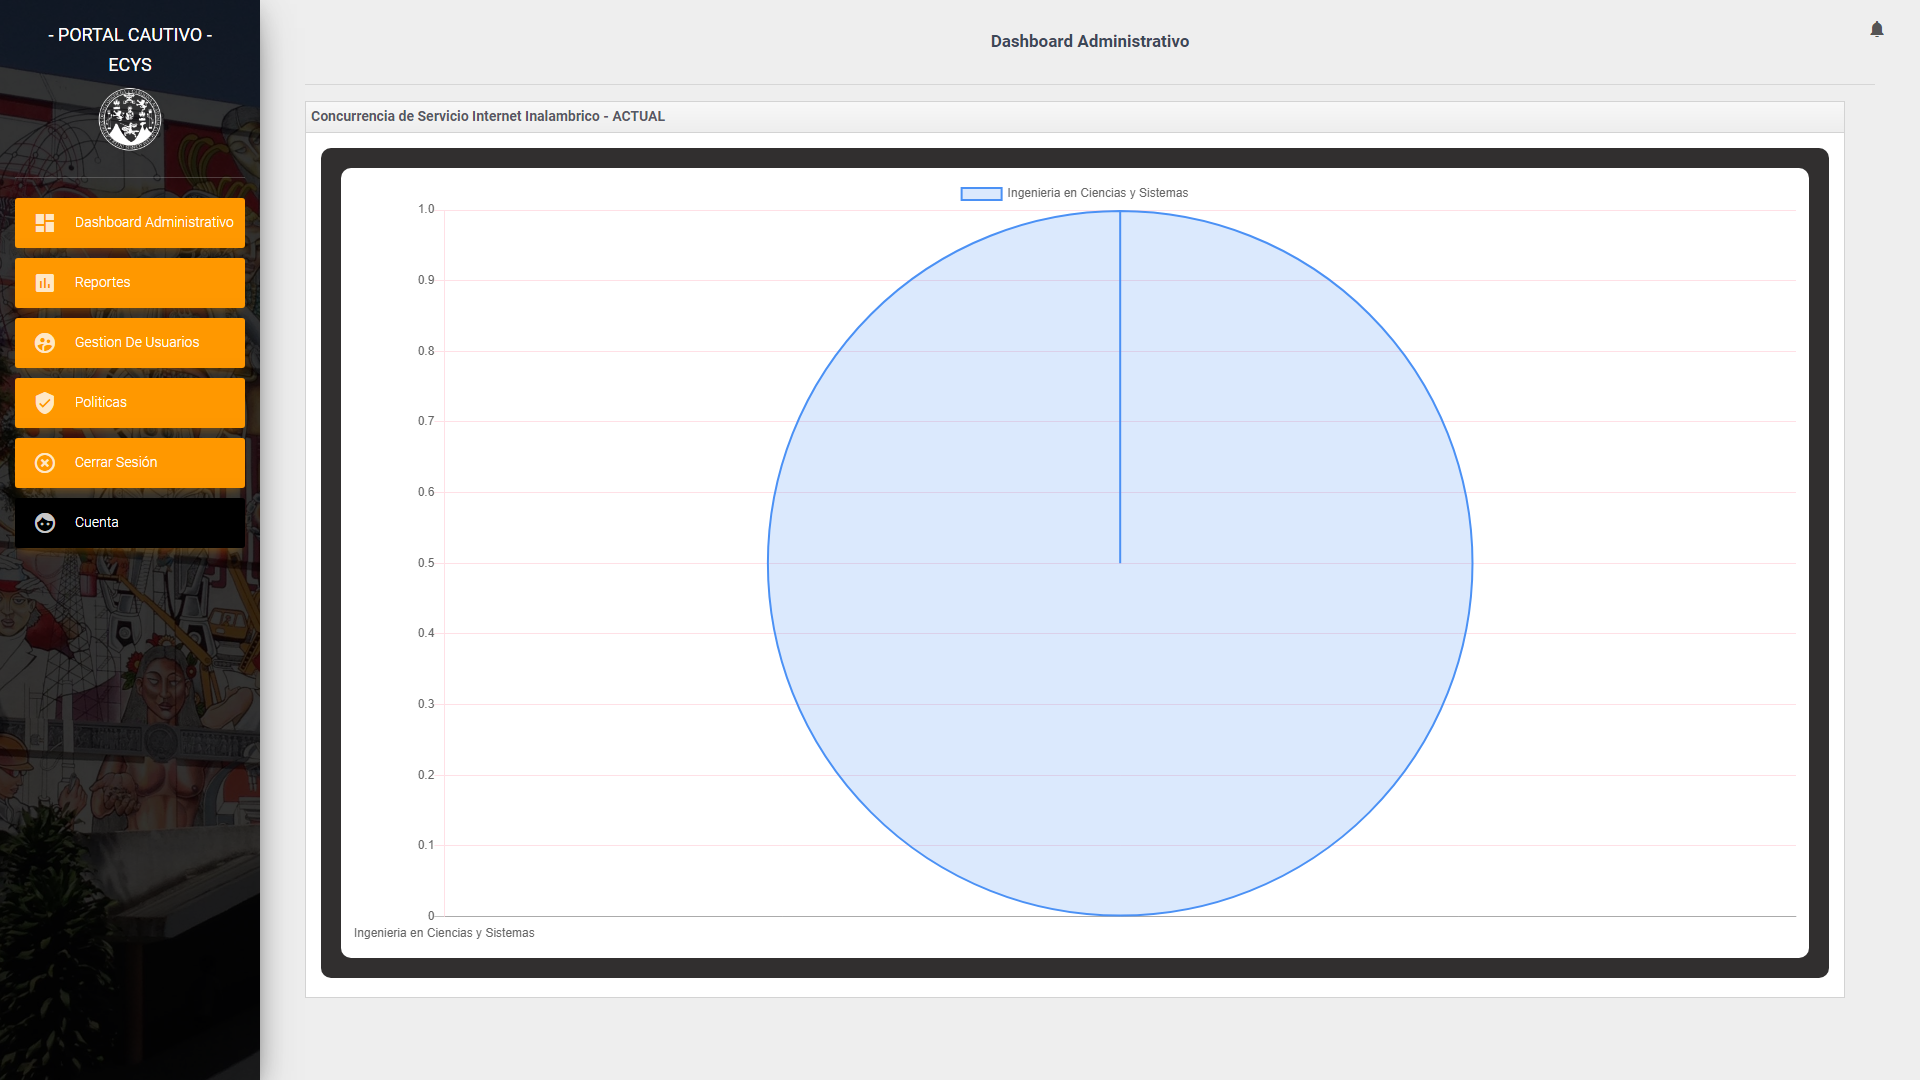 - PORTAL CAUTIVO -
ECYS
Dashboard Administrativo
Reportes
Gestion De Usuarios
Politicas
Cerrar Sesión
Cuenta
Dashboard Administrativo
Concurrencia de Servicio Internet Inalambrico - ACTUAL
Ingenieria en Ciencias y Sistemas
1.0
0.9
0.8
0.7
0.6
0.5
0.4
0.3
0.2
0.1
0
Ingenieria en Ciencias y Sistemas